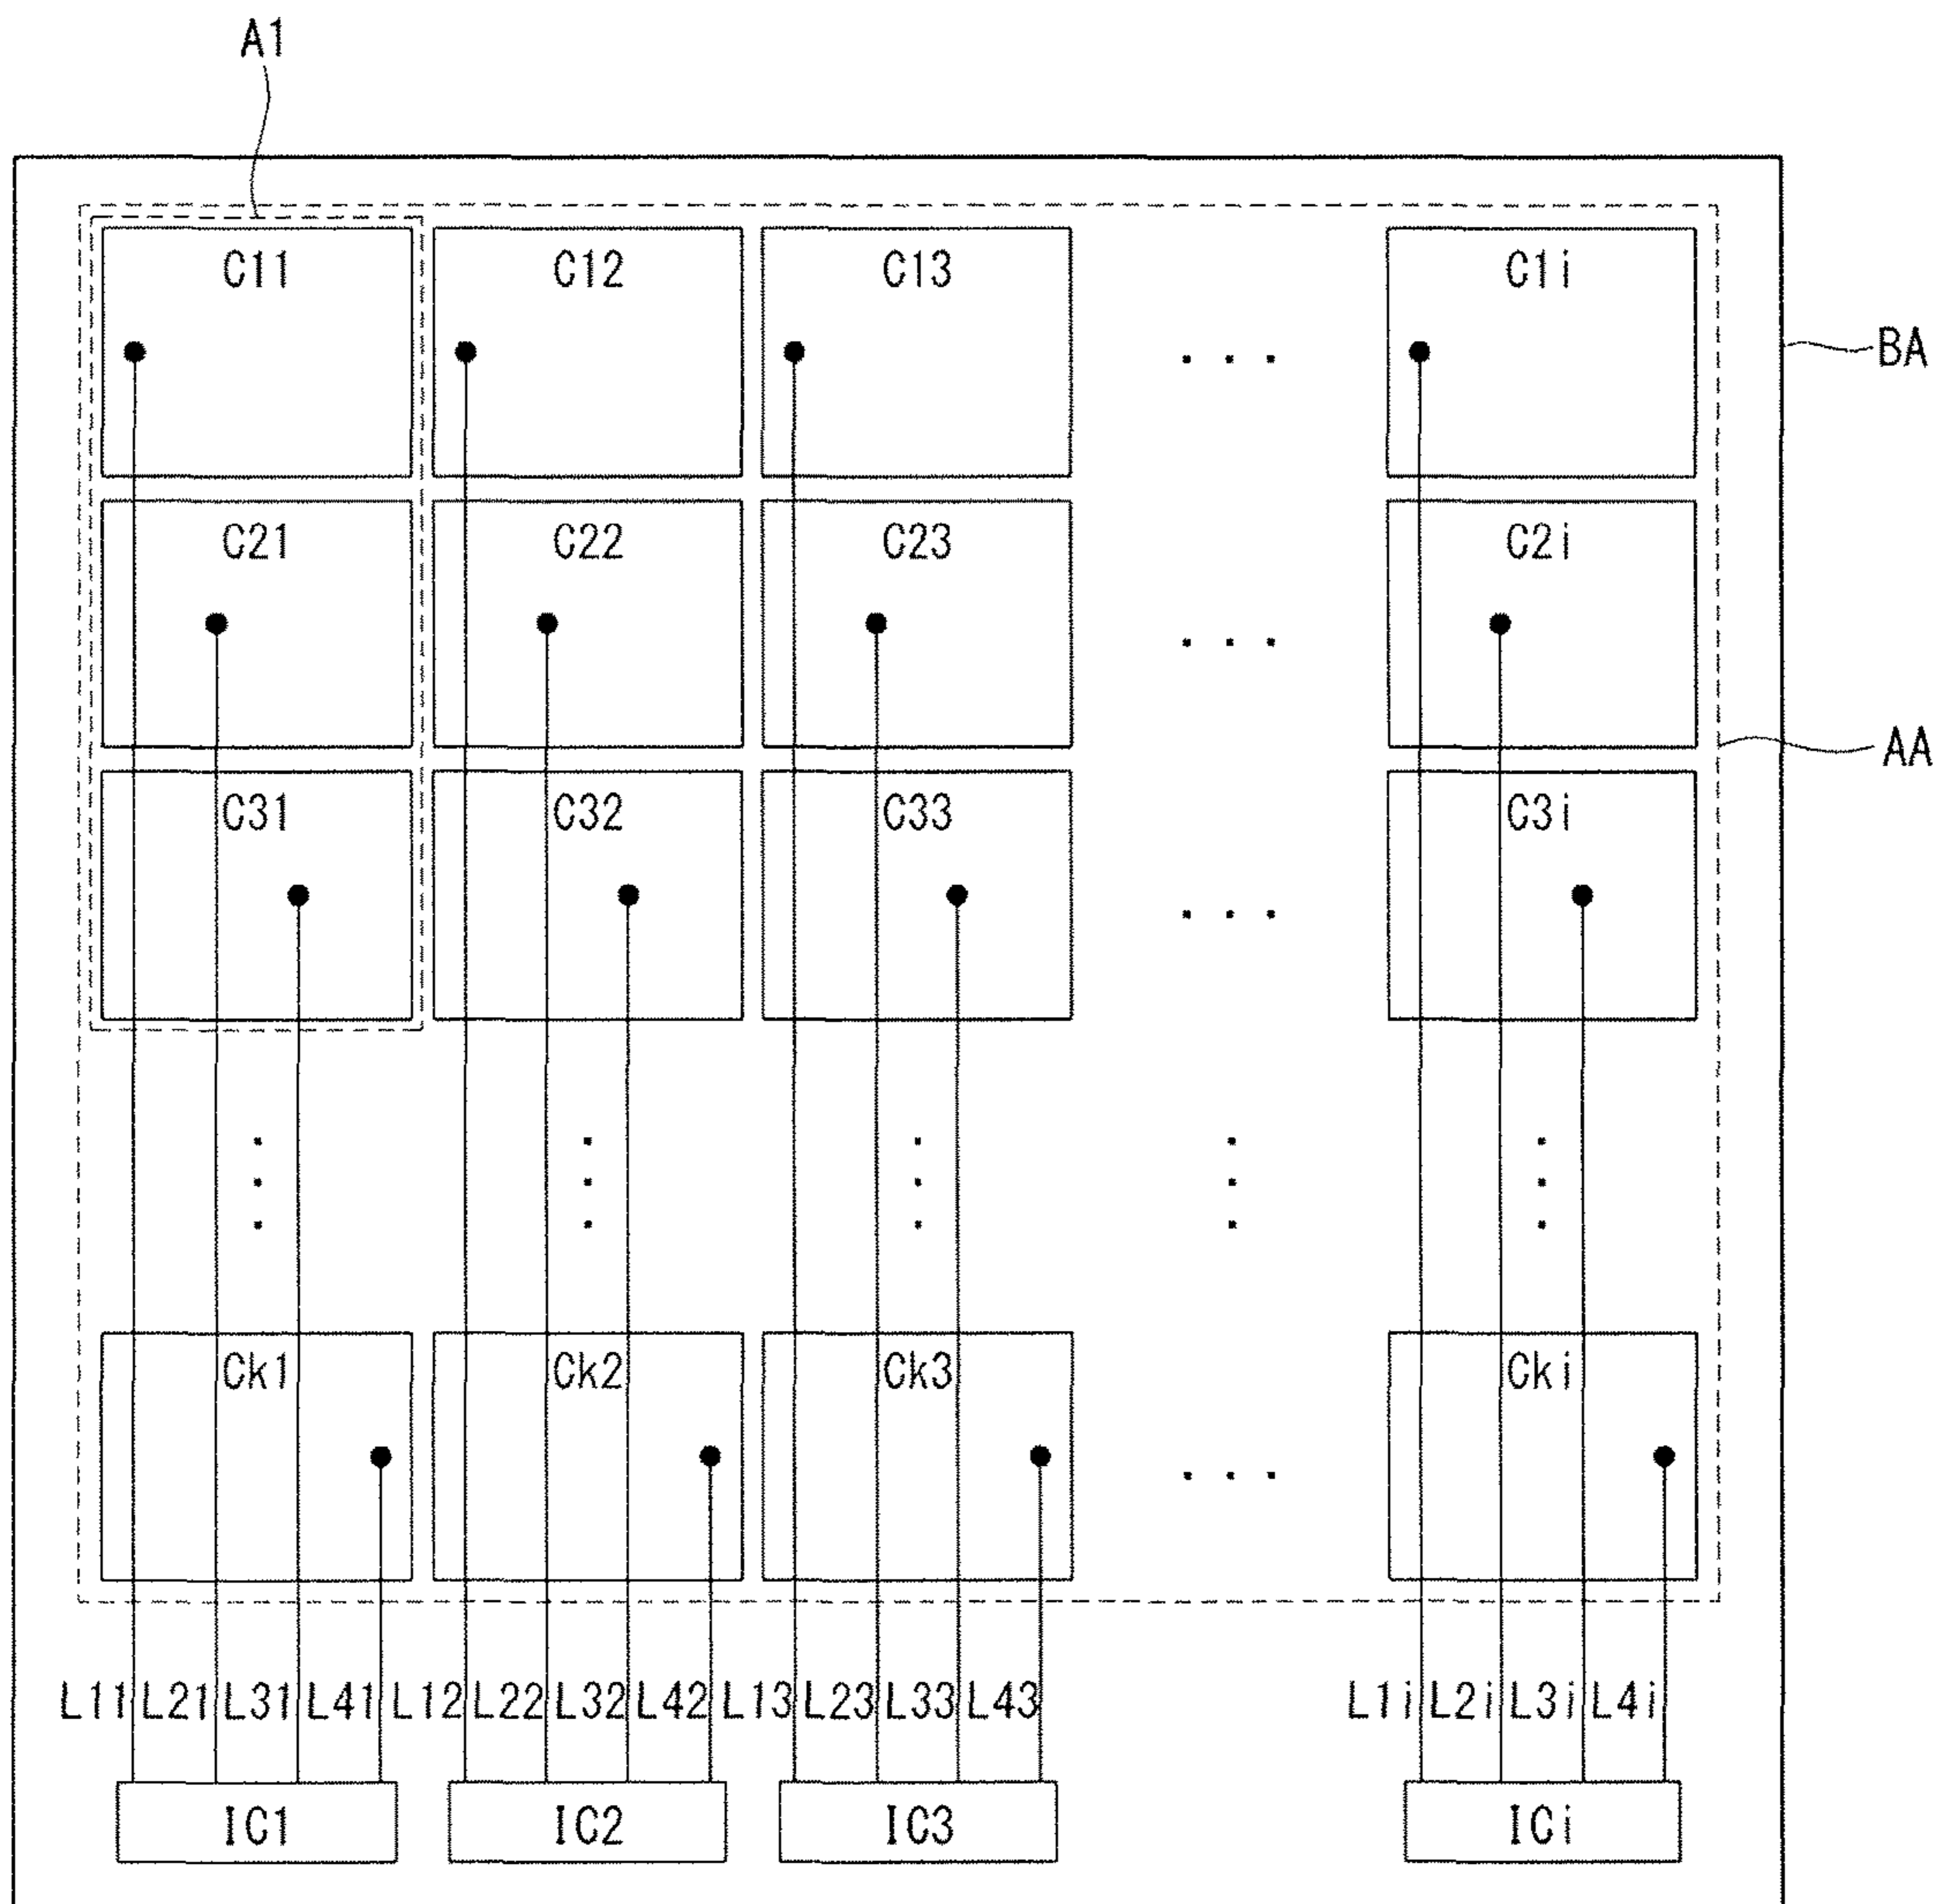 A1
C11 C12 C13 ... C1i
BA
C21 C22 C23 ... C2i
AA
C31 C32 C33 ... C3i
Ck1 Ck2 Ck3 ... Cki
L11 L21 L31 L41 L12 L22 L32 L42 L13 L23 L33 L43 L1i L2i L3i L4i
IC1 IC2 IC3 ICi